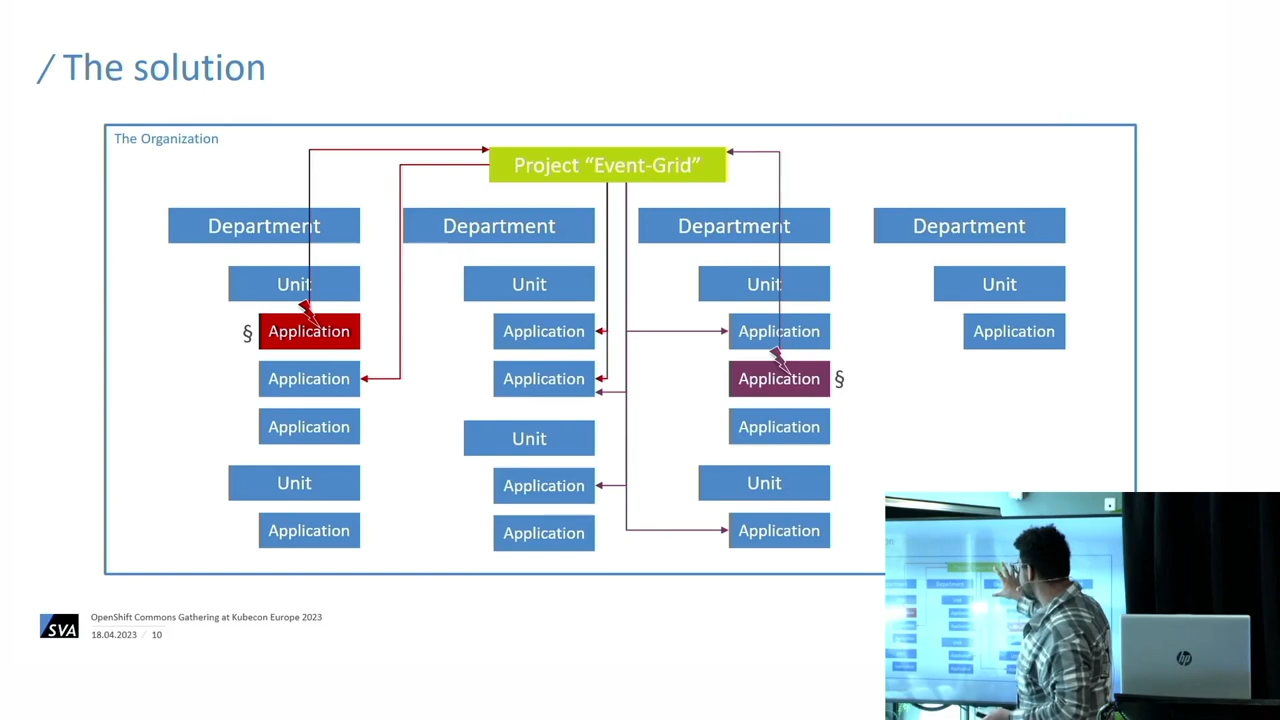 / The solution
The Organization
Project “Event-Grid”
Department
Department
Department
Department
Unit
Unit
Unit
Unit
§ Application
Application
Application
Application
Application
Application
Application §
Application
Unit
Application
Unit
Unit
Application
Application
Application
Application
SVA
OpenShift Commons Gathering at Kubecon Europe 2023
18.04.2023 / 10
hp